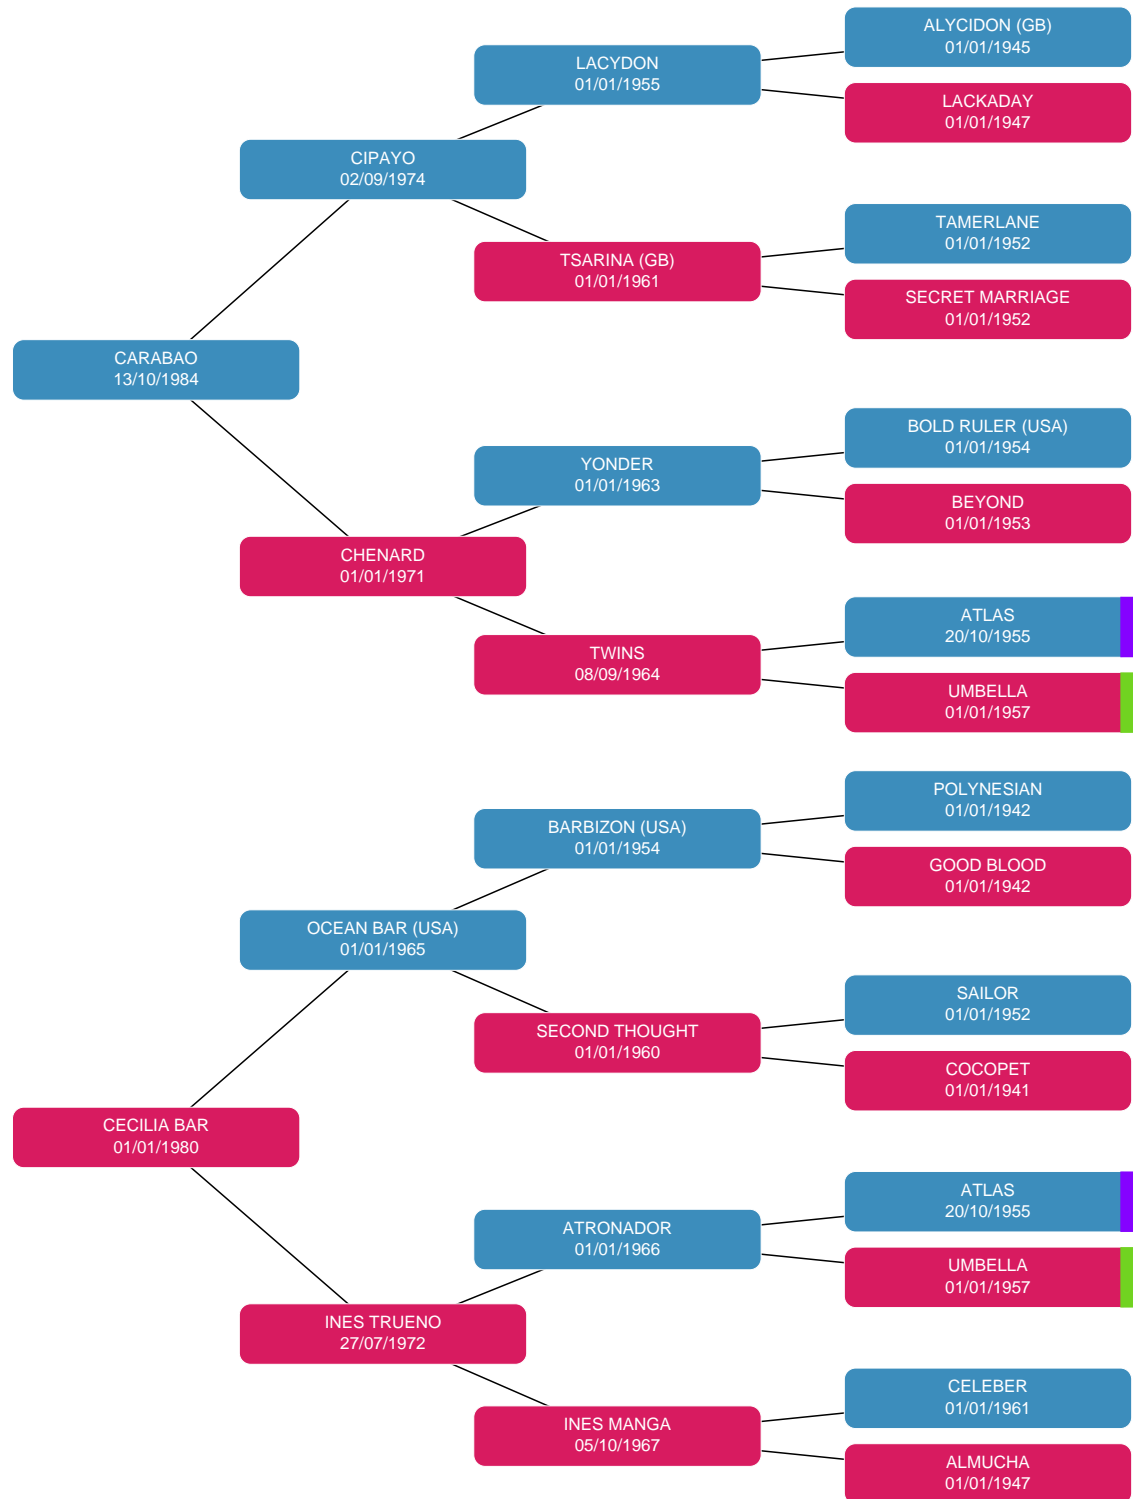 ALYCIDON (GB)
01/01/1945
LACYDON
01/01/1955
LACKADAY
01/01/1947
CIPAYO
02/09/1974
TAMERLANE
01/01/1952
TSARINA (GB)
01/01/1961
SECRET MARRIAGE
01/01/1952
CARABAO
13/10/1984
BOLD RULER (USA)
01/01/1954
YONDER
01/01/1963
BEYOND
01/01/1953
CHENARD
01/01/1971
ATLAS
20/10/1955
TWINS
08/09/1964
UMBELLA
01/01/1957
POLYNESIAN
01/01/1942
BARBIZON (USA)
01/01/1954
GOOD BLOOD
01/01/1942
OCEAN BAR (USA)
01/01/1965
SAILOR
01/01/1952
SECOND THOUGHT
01/01/1960
COCOPET
01/01/1941
CECILIA BAR
01/01/1980
ATLAS
20/10/1955
ATRONADOR
01/01/1966
UMBELLA
01/01/1957
INES TRUENO
27/07/1972
CELEBER
01/01/1961
INES MANGA
05/10/1967
ALMUCHA
01/01/1947